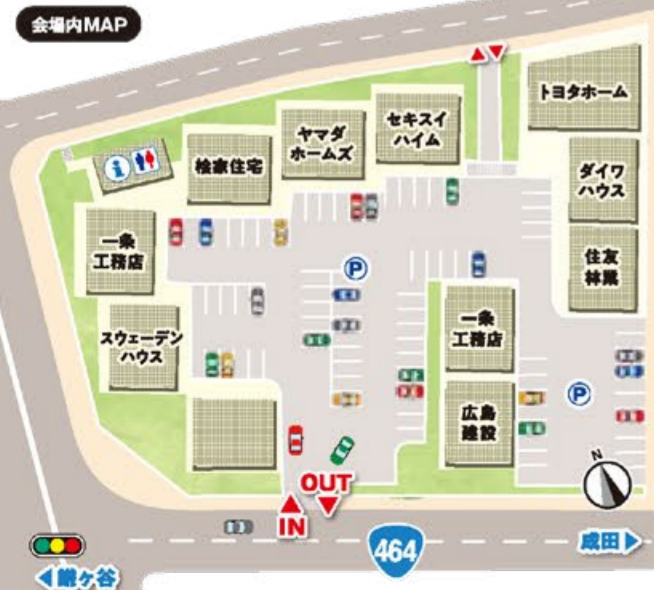 会場内MAP
トヨタホーム
セキスイ
ハイム
ヤマダ
ホームズ
桧家住宅
i
ダイワ
ハウス
一条
工務店
住友
林業
P
スウェーデン
ハウス
一条
工務店
P
広島
建設
N
OUT
IN
464
成田
鎌ヶ谷